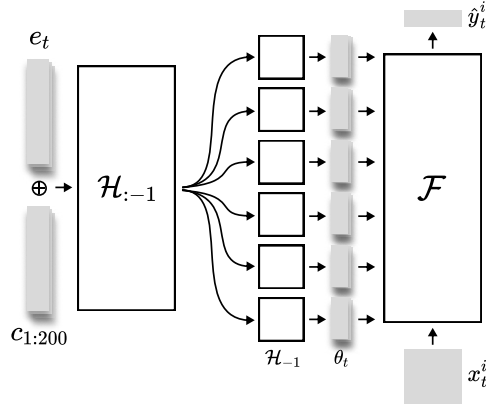 e_t
ŷ_t^i
⊕
ℋ_{:−1}
ℱ
c_{1:200}
ℋ_{−1}
θ_t
x_t^i